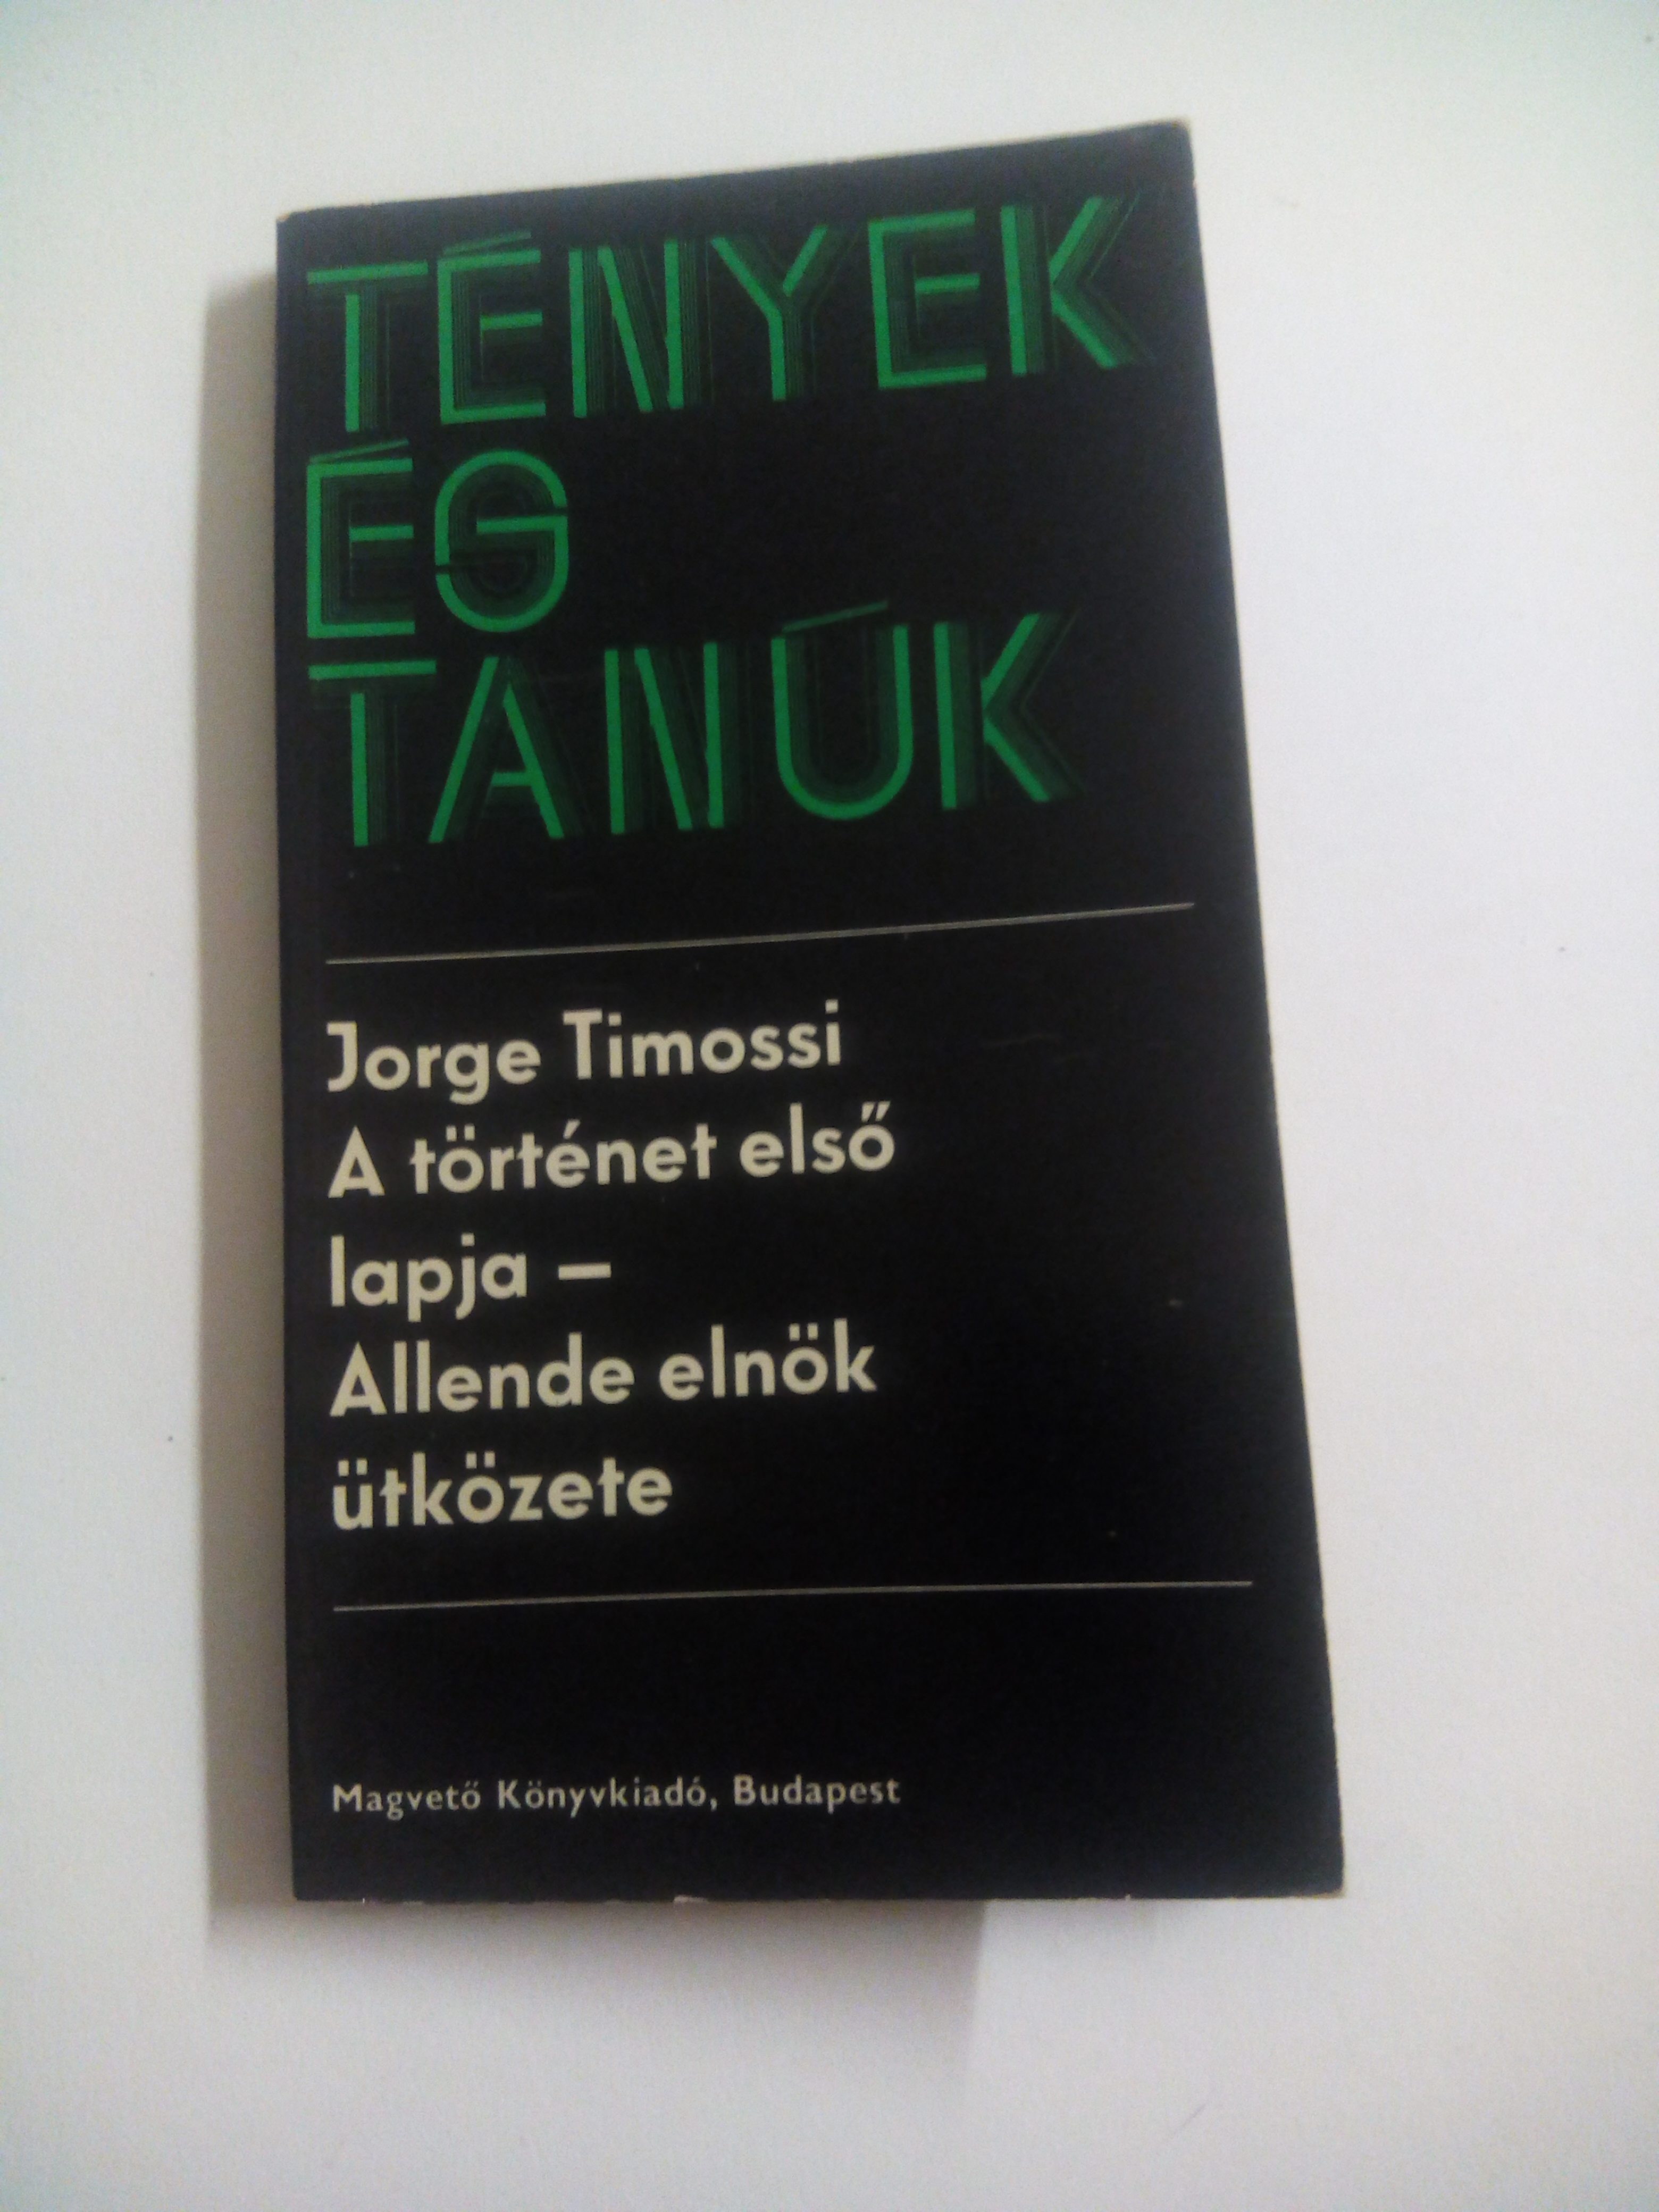 TÉNYEK
ÉS
TANÚK
Jorge Timossi
A történet első
lapja –
Allende elnök
ütközete
Magvető Könyvkiadó, Budapest